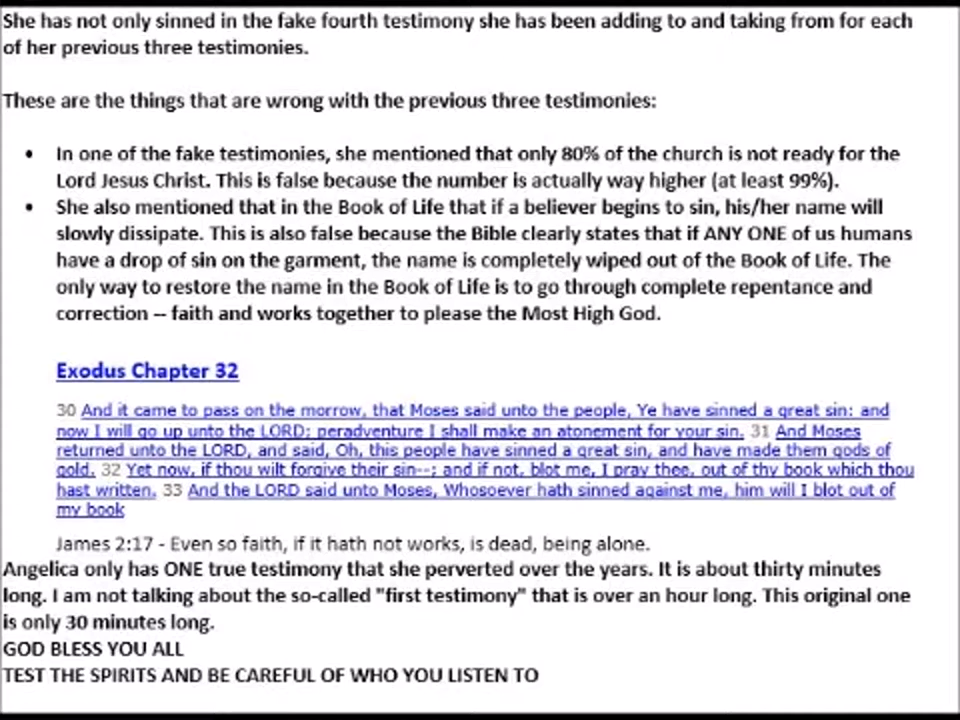 She has not only sinned in the fake fourth testimony she has been adding to and taking from for each
of her previous three testimonies.
These are the things that are wrong with the previous three testimonies:
• In one of the fake testimonies, she mentioned that only 80% of the church is not ready for the
Lord Jesus Christ. This is false because the number is actually way higher (at least 99%).
• She also mentioned that in the Book of Life that if a believer begins to sin, his/her name will
slowly dissipate. This is also false because the Bible clearly states that if ANY ONE of us humans
have a drop of sin on the garment, the name is completely wiped out of the Book of Life. The
only way to restore the name in the Book of Life is to go through complete repentance and
correction -- faith and works together to please the Most High God.
Exodus Chapter 32
30 And it came to pass on the morrow, that Moses said unto the people, Ye have sinned a great sin: and
now I will go up unto the LORD; peradventure I shall make an atonement for your sin. 31 And Moses
returned unto the LORD, and said, Oh, this people have sinned a great sin, and have made them gods of
gold. 32 Yet now, if thou wilt forgive their sin--; and if not, blot me, I pray thee, out of thy book which thou
hast written. 33 And the LORD said unto Moses, Whosoever hath sinned against me, him will I blot out of
my book
James 2:17 - Even so faith, if it hath not works, is dead, being alone.
Angelica only has ONE true testimony that she perverted over the years. It is about thirty minutes
long. I am not talking about the so-called "first testimony" that is over an hour long. This original one
is only 30 minutes long.
GOD BLESS YOU ALL
TEST THE SPIRITS AND BE CAREFUL OF WHO YOU LISTEN TO